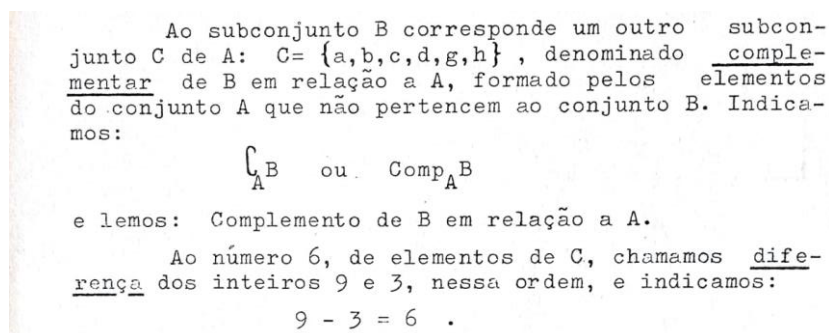 Ao subconjunto B corresponde um outro subcon-
junto C de A: C= {a,b,c,d,g,h} , denominado comple-
mentar de B em relação a A, formado pelos elementos
do conjunto A que não pertencem ao conjunto B. Indica-
mos:
∁_A B ou Comp_A B
e lemos: Complemento de B em relação a A.
Ao número 6, de elementos de C, chamamos dife-
rença dos inteiros 9 e 3, nessa ordem, e indicamos:
9 - 3 = 6 .